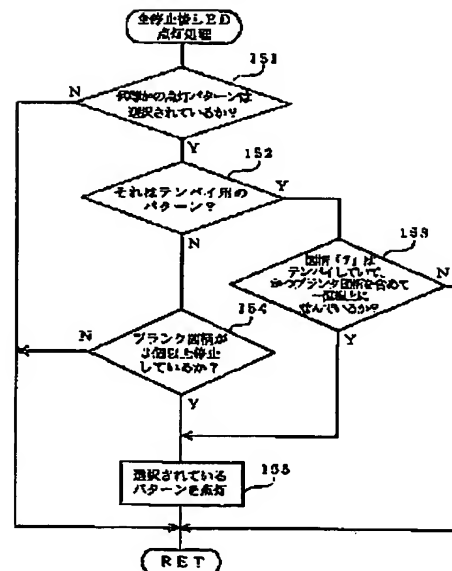 全停止後LED
点灯処理
151
N
何等かの点灯パターンは
選択されているか?
Y
152
それはテンパイ用の
パターン?
Y
N
153
図柄「7」は
テンパイしていて、
かつブランク図柄を含めて
一直線上に
並んでいるか?
N
Y
154
N
ブランク図柄が
3個以上停止
しているか?
Y
155
選択されている
パターンを点灯
RET